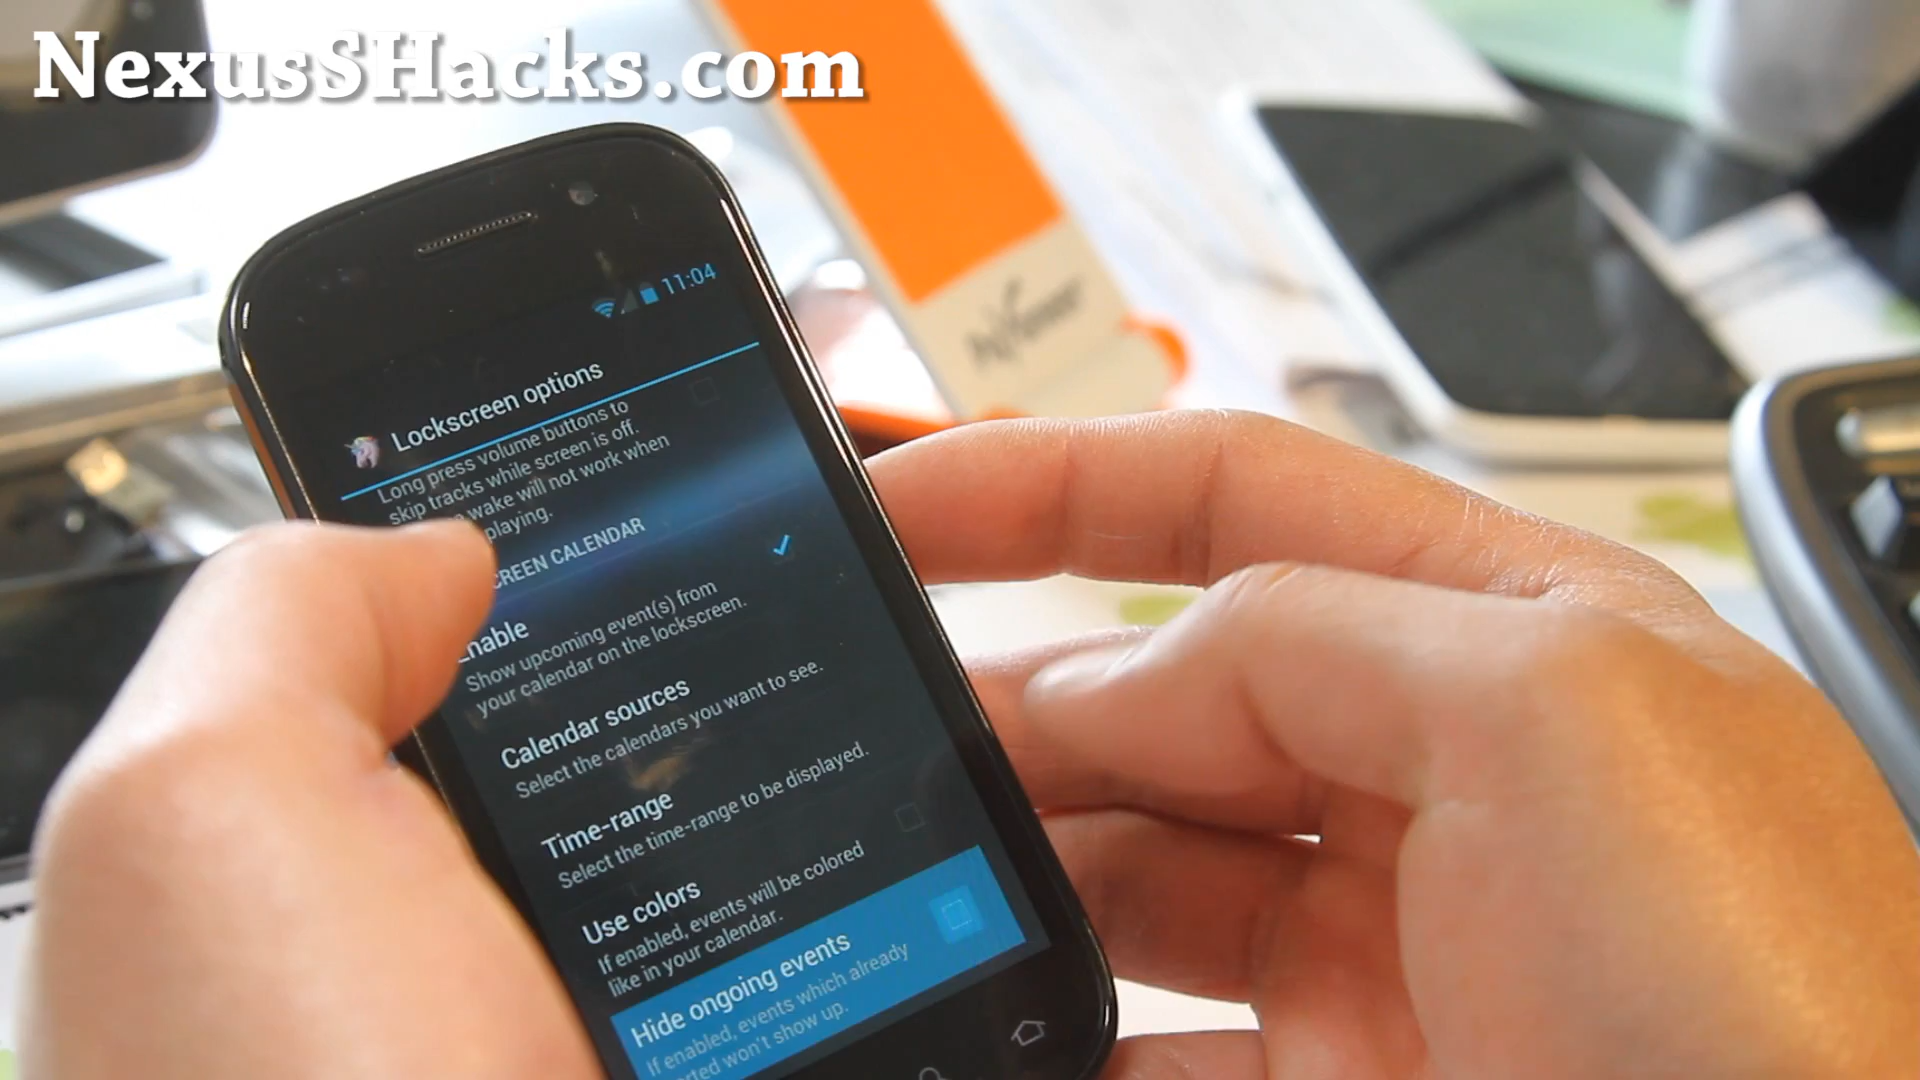 NexusSHacks.com
11:04
Lockscreen options
Long press volume buttons to
skip tracks while screen is off.
wake will not work when
playing.
CREEN CALENDAR
Enable
Show upcoming event(s) from
your calendar on the lockscreen.
Calendar sources
Select the calendars you want to see.
Time-range
Select the time-range to be displayed.
Use colors
If enabled, events will be colored
like in your calendar.
Hide ongoing events
If enabled, events which already
won't show up.